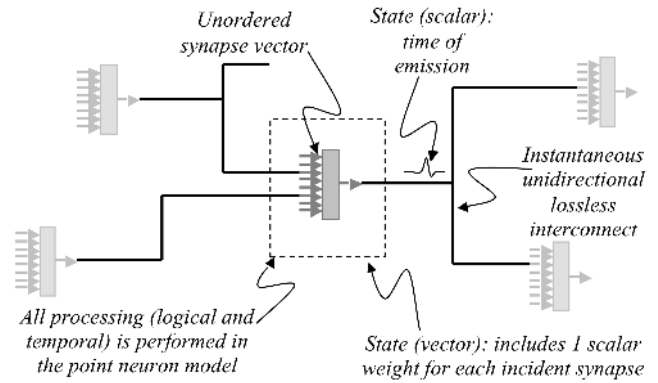 Unordered
synapse vector
State (scalar):
time of
emission
Instantaneous
unidirectional
lossless
interconnect
All processing (logical and
temporal) is performed in
the point neuron model
State (vector): includes 1 scalar
weight for each incident synapse